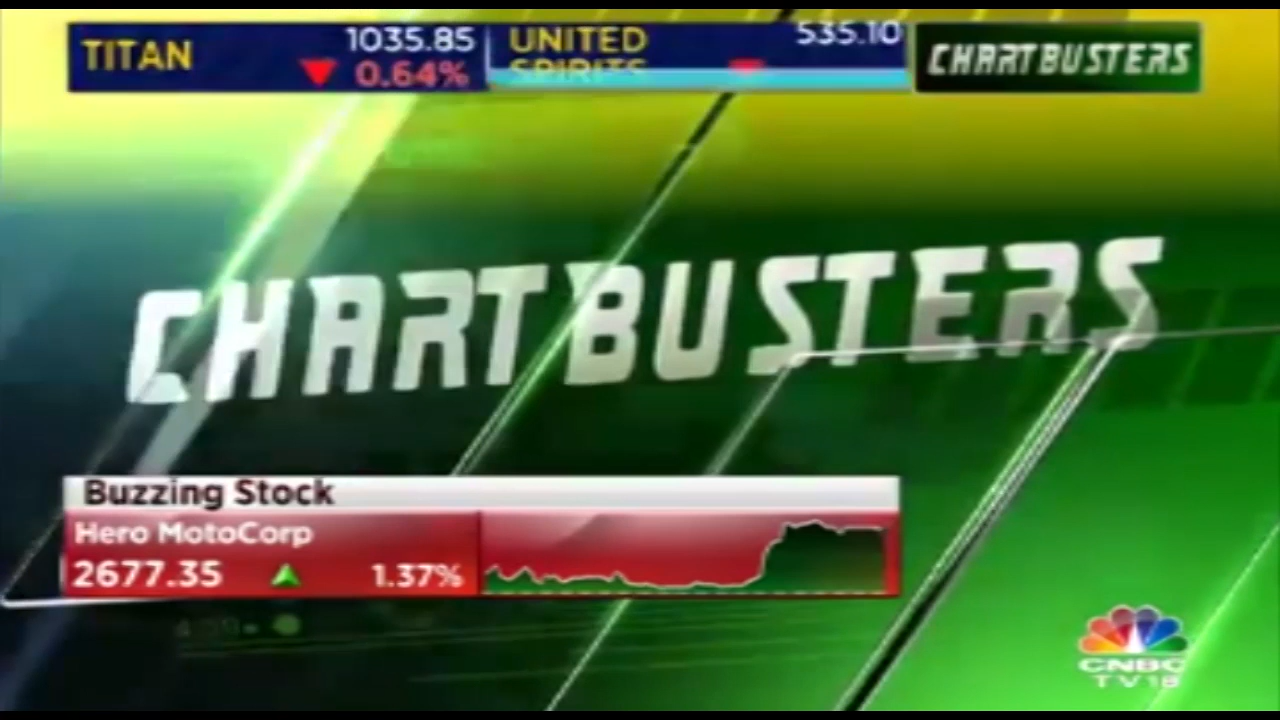 TITAN
1035.85
0.64%
UNITED
SPIRITS
535.10
CHARTBUSTERS
CHARTBUSTERS
Buzzing Stock
Hero MotoCorp
2677.35
1.37%
CNBC
TV18